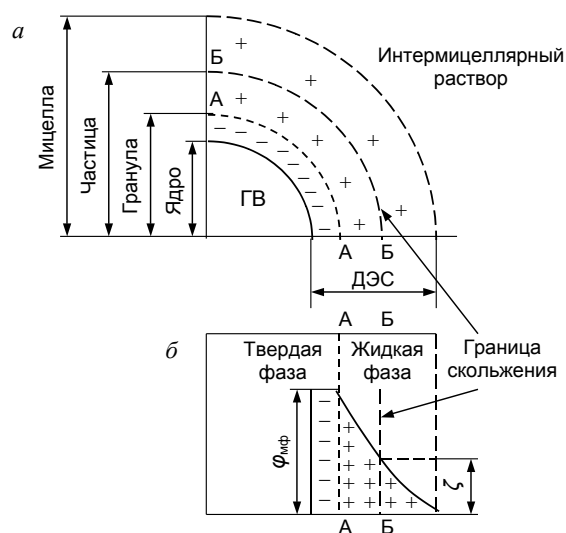 а
Мицелла
Частица
Гранула
Ядро
Б
А
ГВ
Интермицеллярный
раствор
А
Б
ДЭС
А
Б
б
Твердая
фаза
Жидкая
фаза
Граница
скольжения
φмф
ζ
А
Б